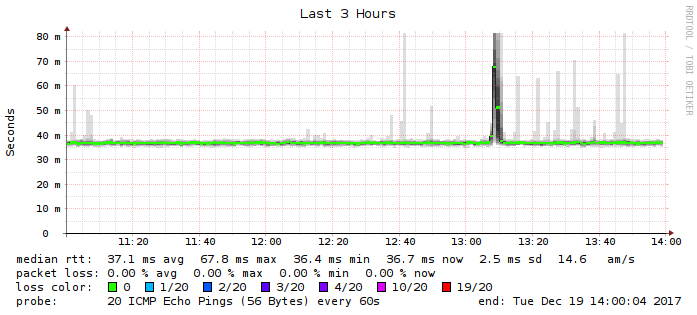 Last 3 Hours
RRDTOOL / TOBI OETIKER
Seconds
80 m
70 m
60 m
50 m
40 m
30 m
20 m
10 m
0
11:20 11:40 12:00 12:20 12:40 13:00 13:20 13:40 14:00
median rtt: 37.1 ms avg 67.8 ms max 36.4 ms min 36.7 ms now 2.5 ms sd 14.6 am/s
packet loss: 0.00 % avg 0.00 % max 0.00 % min 0.00 % now
loss color: 0 1/20 2/20 3/20 4/20 10/20 19/20
probe: 20 ICMP Echo Pings (56 Bytes) every 60s end: Tue Dec 19 14:00:04 2017